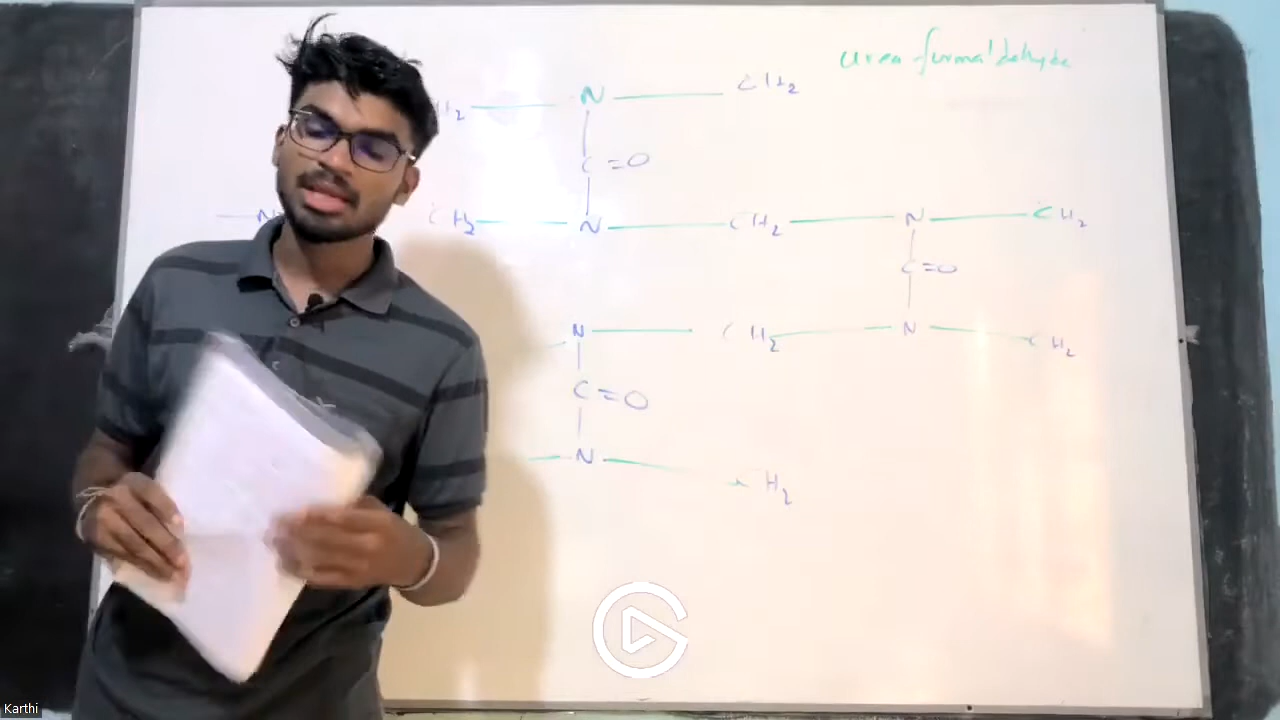 urea formaldehyde
H2 N CH2
C=O
N CH2 N CH2 N CH2
C=O
N CH2 N CH2
C=O
N H2
Karthi